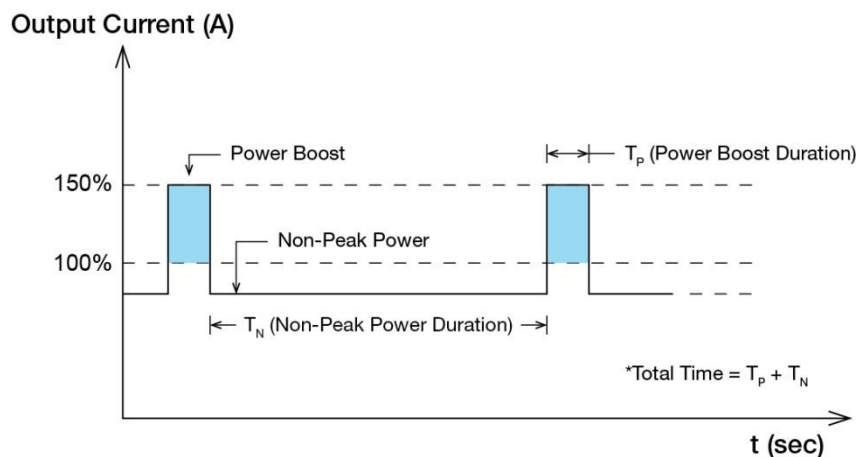 Output Current (A)
Power Boost
T_P (Power Boost Duration)
150%
Non-Peak Power
100%
T_N (Non-Peak Power Duration)
*Total Time = T_P + T_N
t (sec)